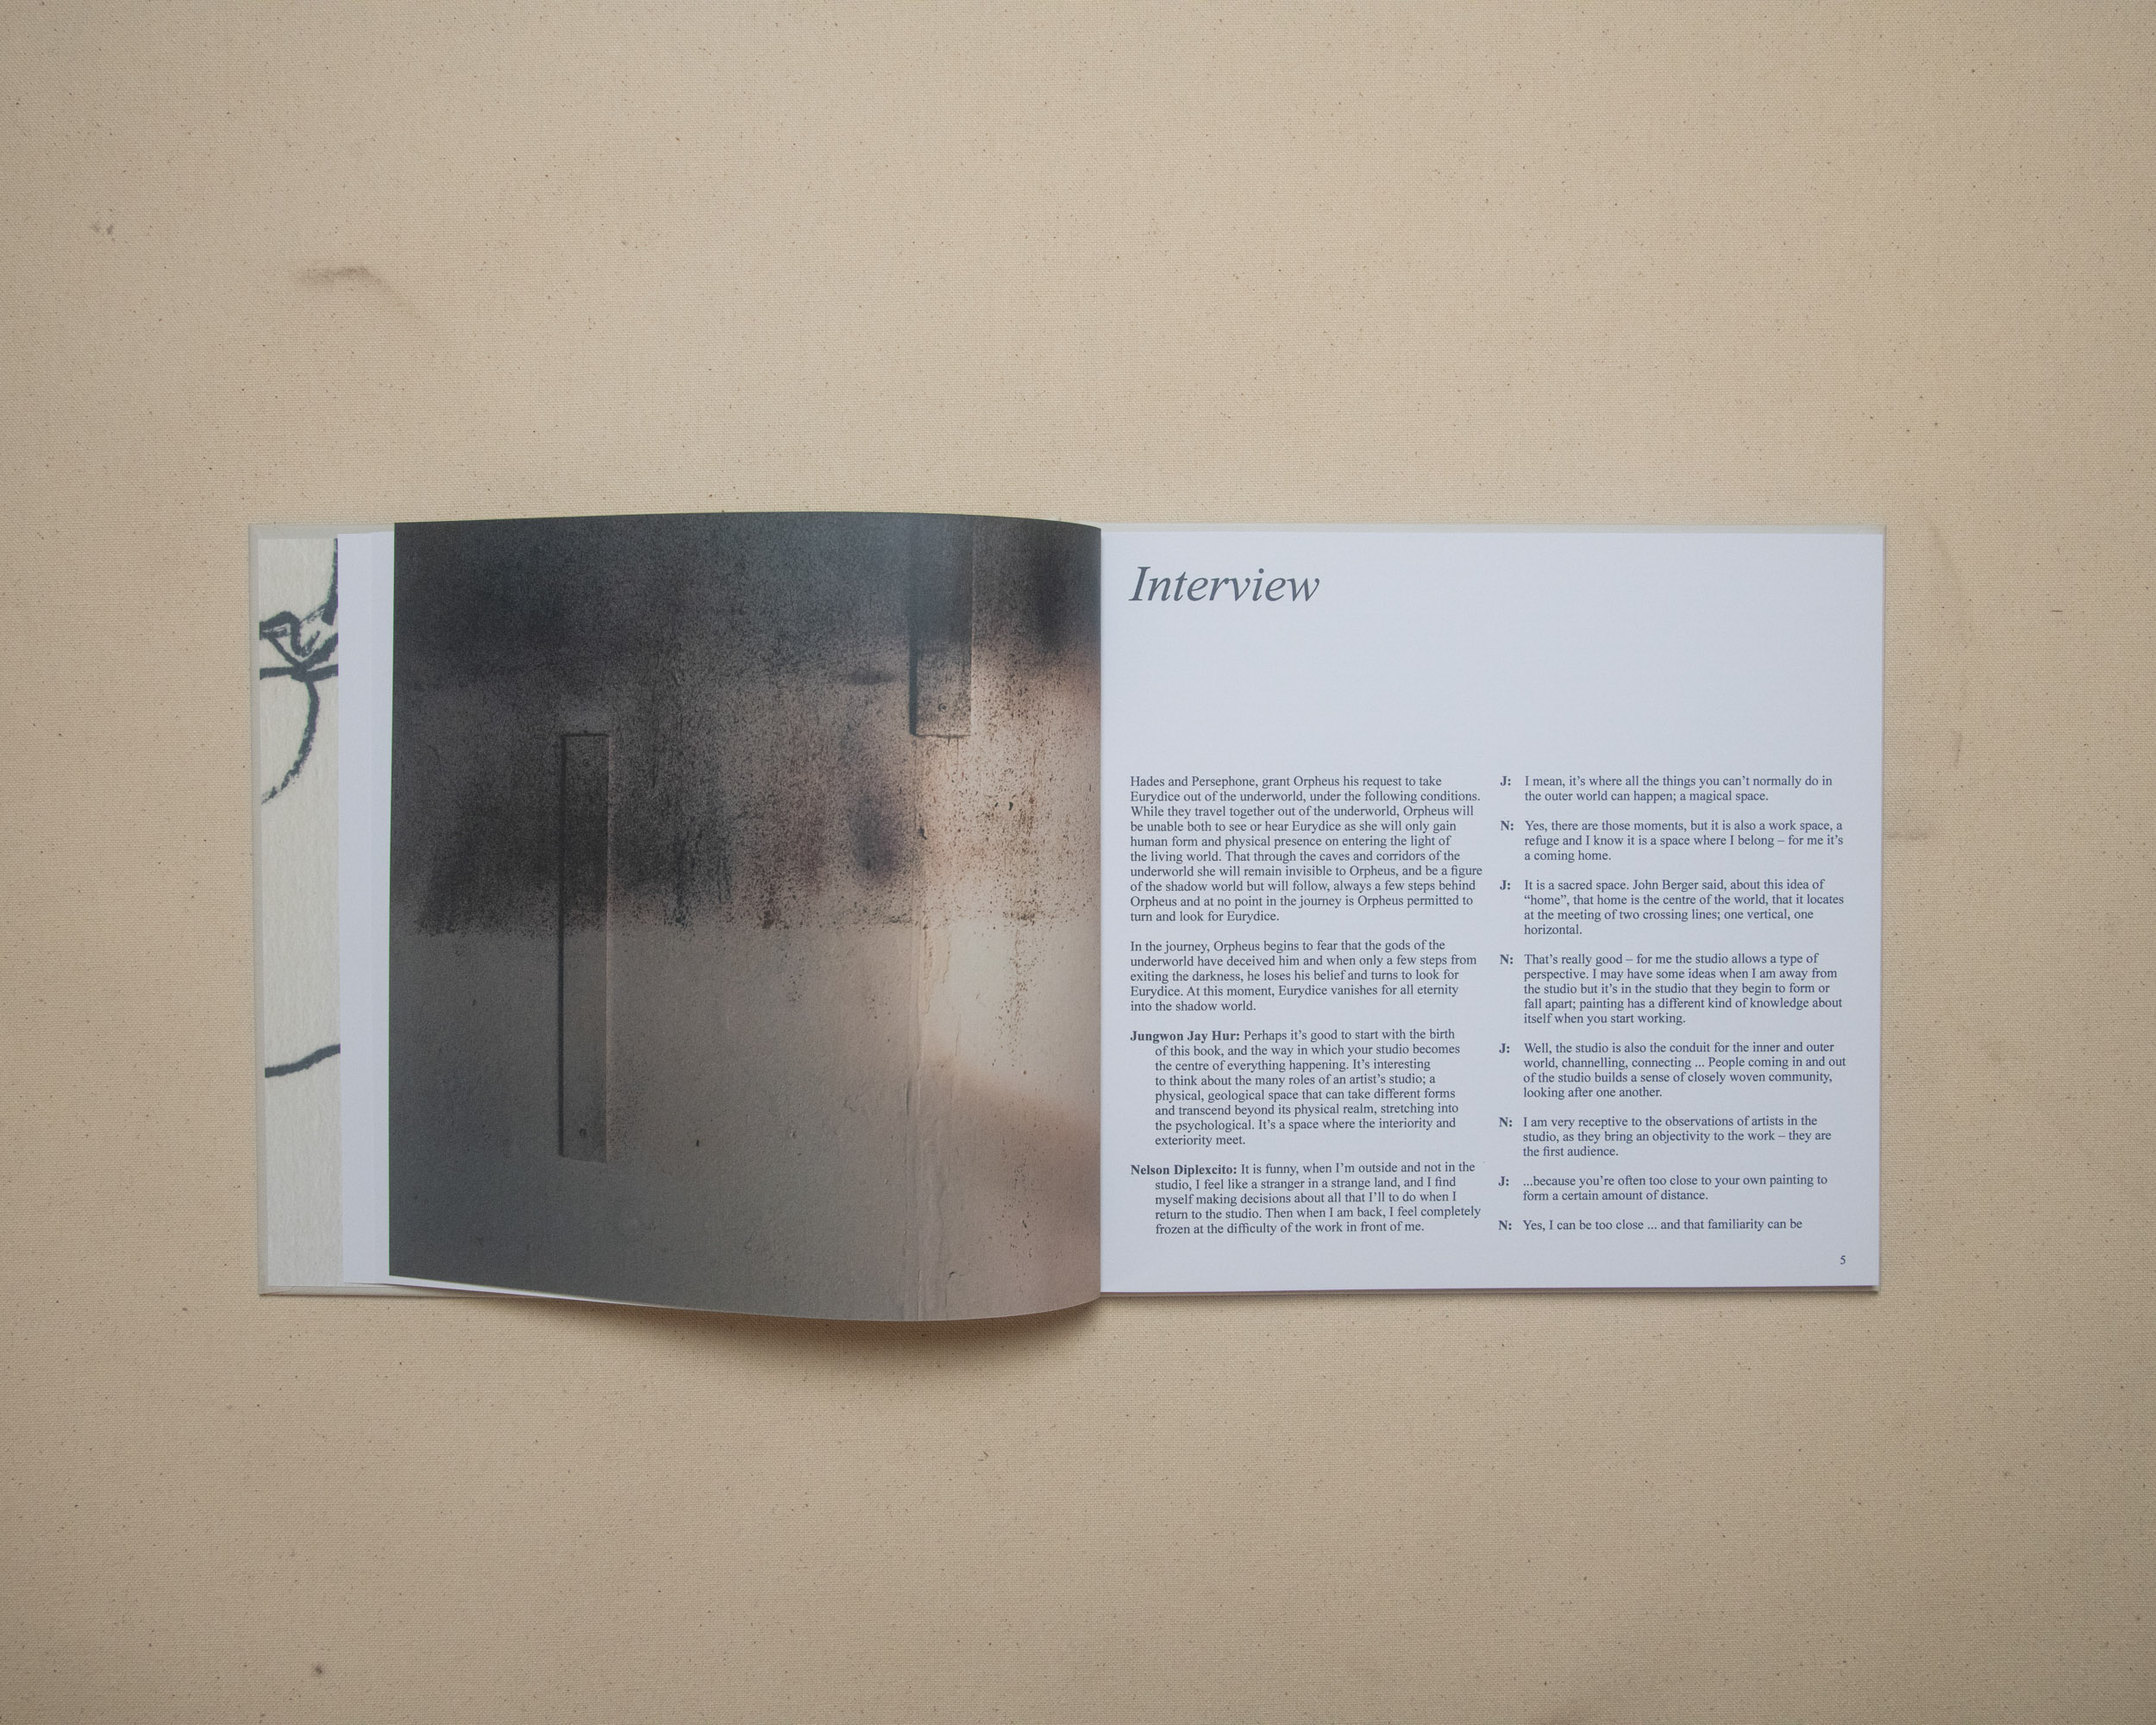 Interview
Hades and Persephone, grant Orpheus his request to take
Eurydice out of the underworld, under the following conditions.
While they travel together out of the underworld, Orpheus will
be unable both to see or hear Eurydice as she will only gain
human form and physical presence on entering the light of
the living world. That through the caves and corridors of the
underworld she will remain invisible to Orpheus, and be a figure
of the shadow world but will follow, always a few steps behind
Orpheus and at no point in the journey is Orpheus permitted to
turn and look for Eurydice.
In the journey, Orpheus begins to fear that the gods of the
underworld have deceived him and when only a few steps from
exiting the darkness, he loses his belief and turns to look for
Eurydice. At this moment, Eurydice vanishes for all eternity
into the shadow world.
Jungwon Jay Hur: Perhaps it's good to start with the birth
of this book, and the way in which your studio becomes
the centre of everything happening. It's interesting
to think about the many roles of an artist's studio; a
physical, geological space that can take different forms
and transcend beyond its physical realm, stretching into
the psychological. It's a space where the interiority and
exteriority meet.
Nelson Diplexcito: It is funny, when I'm outside and not in the
studio, I feel like a stranger in a strange land, and I find
myself making decisions about all that I'll to do when I
return to the studio. Then when I am back, I feel completely
frozen at the difficulty of the work in front of me.
J: I mean, it's where all the things you can't normally do in
the outer world can happen; a magical space.
N: Yes, there are those moments, but it is also a work space, a
refuge and I know it is a space where I belong – for me it's
a coming home.
J: It is a sacred space. John Berger said, about this idea of
“home”, that home is the centre of the world, that it locates
at the meeting of two crossing lines; one vertical, one
horizontal.
N: That's really good – for me the studio allows a type of
perspective. I may have some ideas when I am away from
the studio but it's in the studio that they begin to form or
fall apart; painting has a different kind of knowledge about
itself when you start working.
J: Well, the studio is also the conduit for the inner and outer
world, channelling, connecting ... People coming in and out
of the studio builds a sense of closely woven community,
looking after one another.
N: I am very receptive to the observations of artists in the
studio, as they bring an objectivity to the work – they are
the first audience.
J: ...because you're often too close to your own painting to
form a certain amount of distance.
N: Yes, I can be too close ... and that familiarity can be
5